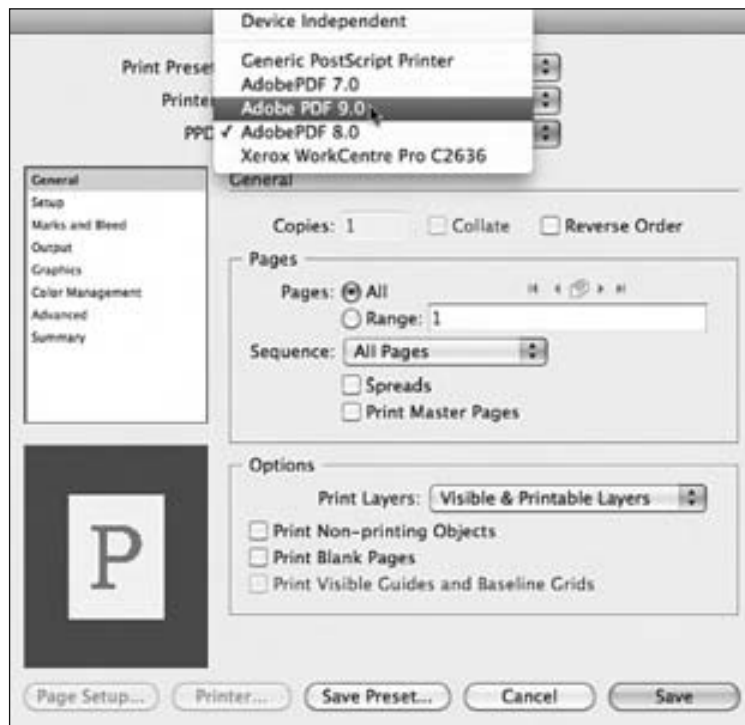 Device Independent
Generic PostScript Printer
Print Preset
AdobePDF 7.0
Printer
Adobe PDF 9.0
PPD ✓ AdobePDF 8.0
Xerox WorkCentre Pro C2636
General
Setup
Marks and Bleed
Output
Graphics
Color Management
Advanced
Summary
General
Copies: 1 Collate Reverse Order
Pages
Pages: All
Range: 1
Sequence: All Pages
Spreads
Print Master Pages
Options
Print Layers: Visible & Printable Layers
Print Non-printing Objects
Print Blank Pages
Print Visible Guides and Baseline Grids
P
Page Setup... Printer... Save Preset... Cancel Save